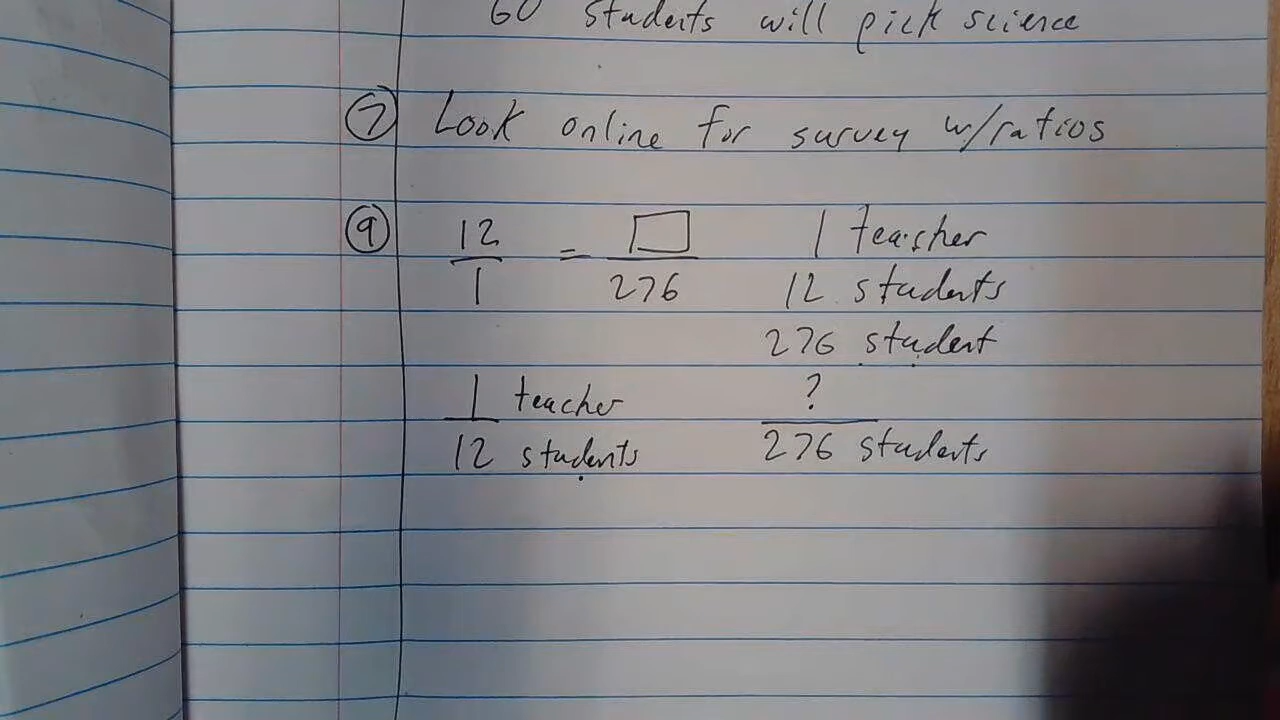 60 students will pick science
⑦ Look online for survey w/ratios
⑨ 12/1 = □/276 1 teacher
12 students
276 student
1 teacher ?
12 students 276 students